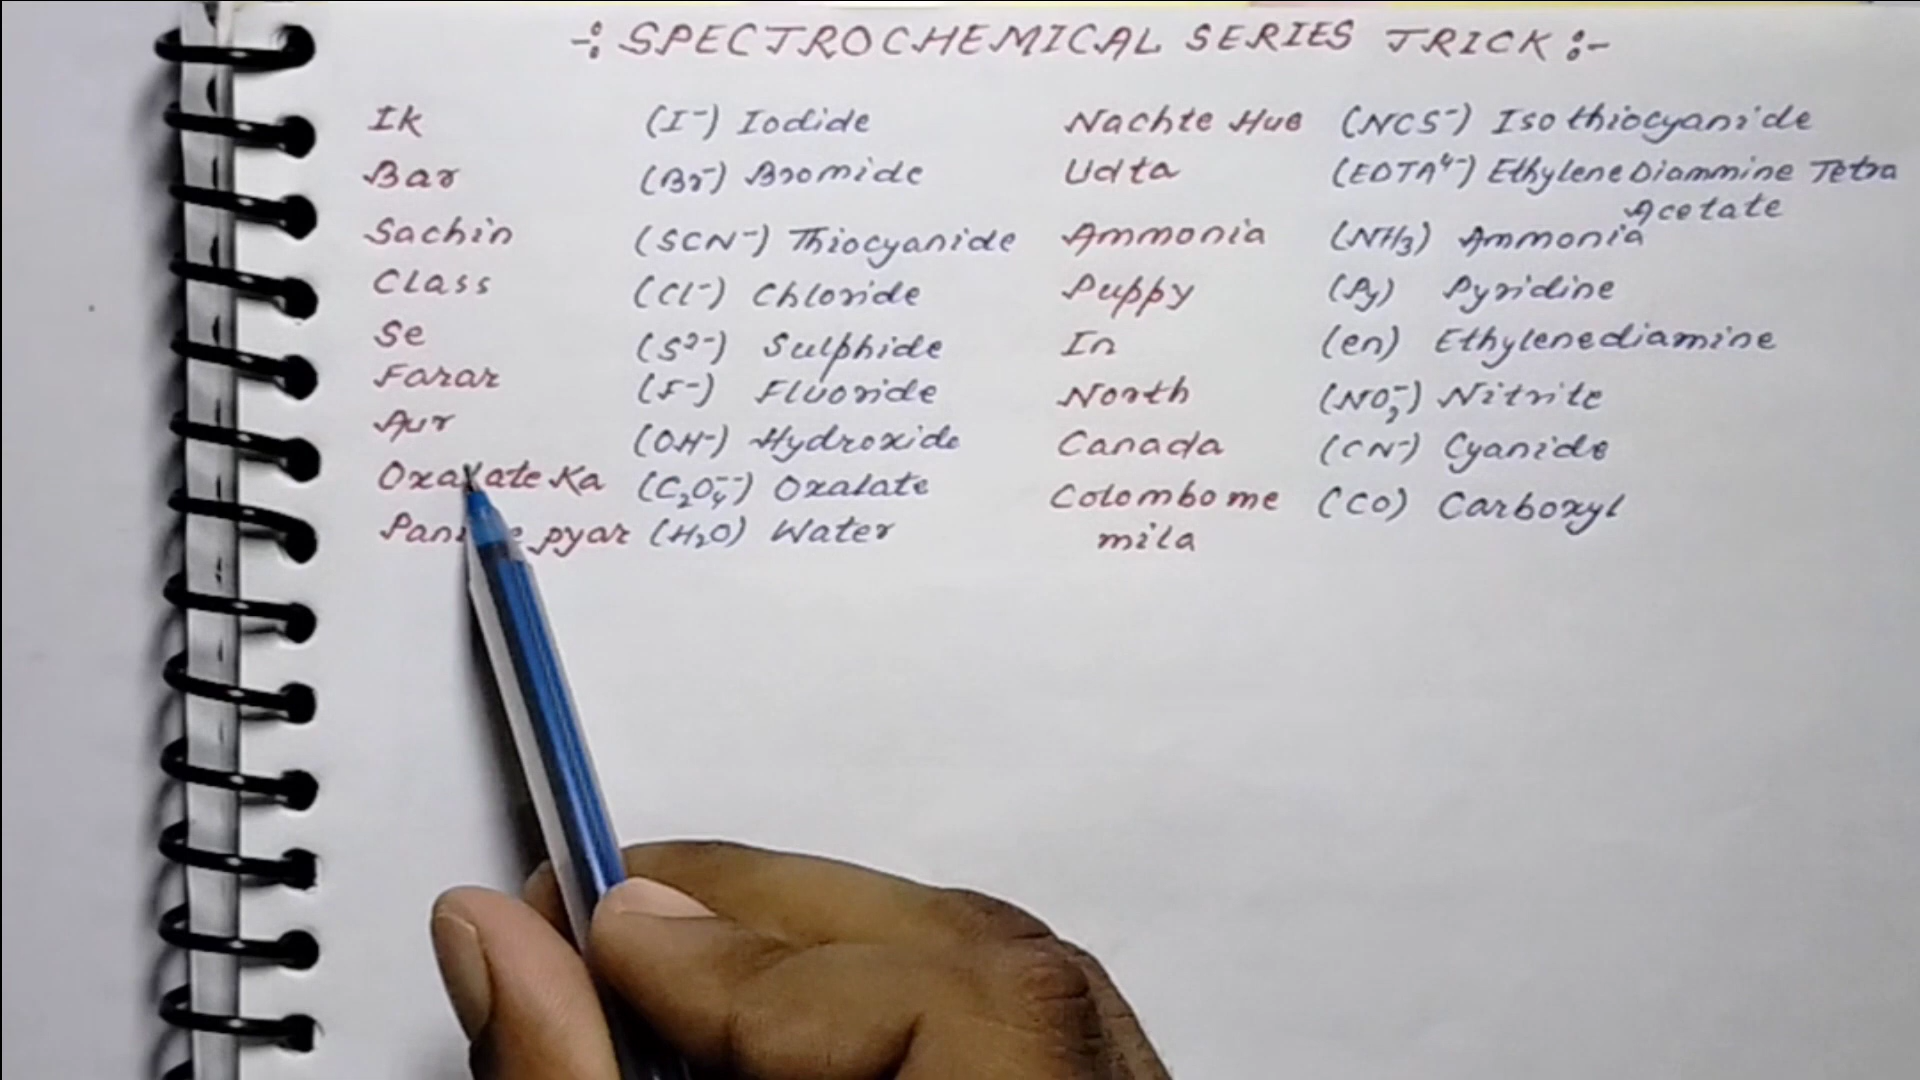 -: SPECTROCHEMICAL SERIES TRICK :-
Ik (I⁻) Iodide
Bar (Br⁻) Bromide
Sachin (SCN⁻) Thiocyanide
Class (Cl⁻) Chloride
Se (S²⁻) Sulphide
Farar (F⁻) Fluoride
Aur (OH⁻) Hydroxide
Oxalate Ka (C₂O₄⁻⁻) Oxalate
pyar (H₂O) Water
Nachte Hue (NCS⁻) Isothiocyanide
Udta (EDTA⁴⁻) Ethylene Diammine Tetra
Acetate
Ammonia (NH₃) Ammonia
Puppy (Py) Pyridine
In (en) Ethylenediamine
North (NO₂⁻) Nitrite
Canada (CN⁻) Cyanide
Colombo me (CO) Carboxyl
mila